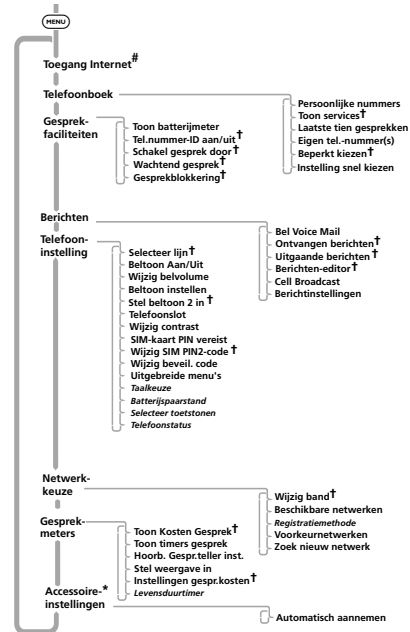 MENU
Toegang Internet#
Telefoonboek
Persoonlijke nummers
Toon services†
Laatste tien gesprekken
Eigen tel.-nummer(s)
Beperkt kiezen†
Instelling snel kiezen
Gesprek-
faciliteiten
Toon batterijmeter
Tel.nummer-ID aan/uit†
Schakel gesprek door†
Wachtend gesprek†
Gesprekblokkering†
Berichten
Bel Voice Mail
Ontvangen berichten†
Uitgaande berichten†
Berichten-editor†
Cell Broadcast
Berichtinstellingen
Telefoon-
instelling
Selecteer lijn†
Beltoon Aan/Uit
Wijzig belvolume
Beltoon instellen
Stel beltoon 2 in†
Telefoonslot
Wijzig contrast
SIM-kaart PIN vereist
Wijzig SIM PIN2-code†
Wijzig beveil. code
Uitgebreide menu's
Taalkeuze
Batterijspaarstand
Selecteer toetstonen
Telefoonstatus
Netwerk-
keuze
Wijzig band†
Beschikbare netwerken
Registratiemethode
Voorkeurnetwerken
Zoek nieuw netwerk
Gesprek-
meters
Toon Kosten Gesprek†
Toon timers gesprek
Hoorb. Gespr.teller inst.
Stel weergave in
Instellingen gespr.kosten†
Levensduurtimer
Accessoire-*
instellingen
Automatisch aannemen